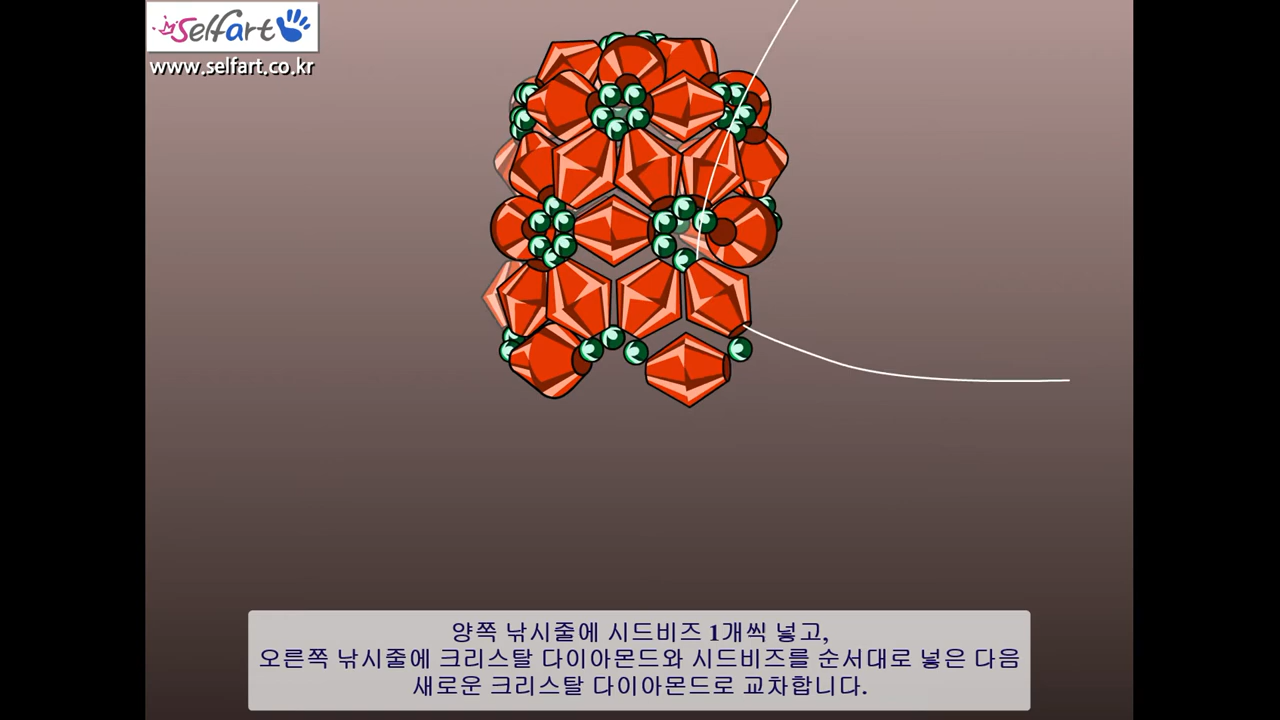 Selfart
www.selfart.co.kr
양쪽 낚시줄에 시드비즈 1개씩 넣고,
오른쪽 낚시줄에 크리스탈 다이아몬드와 시드비즈를 순서대로 넣은 다음
새로운 크리스탈 다이아몬드로 교차합니다.